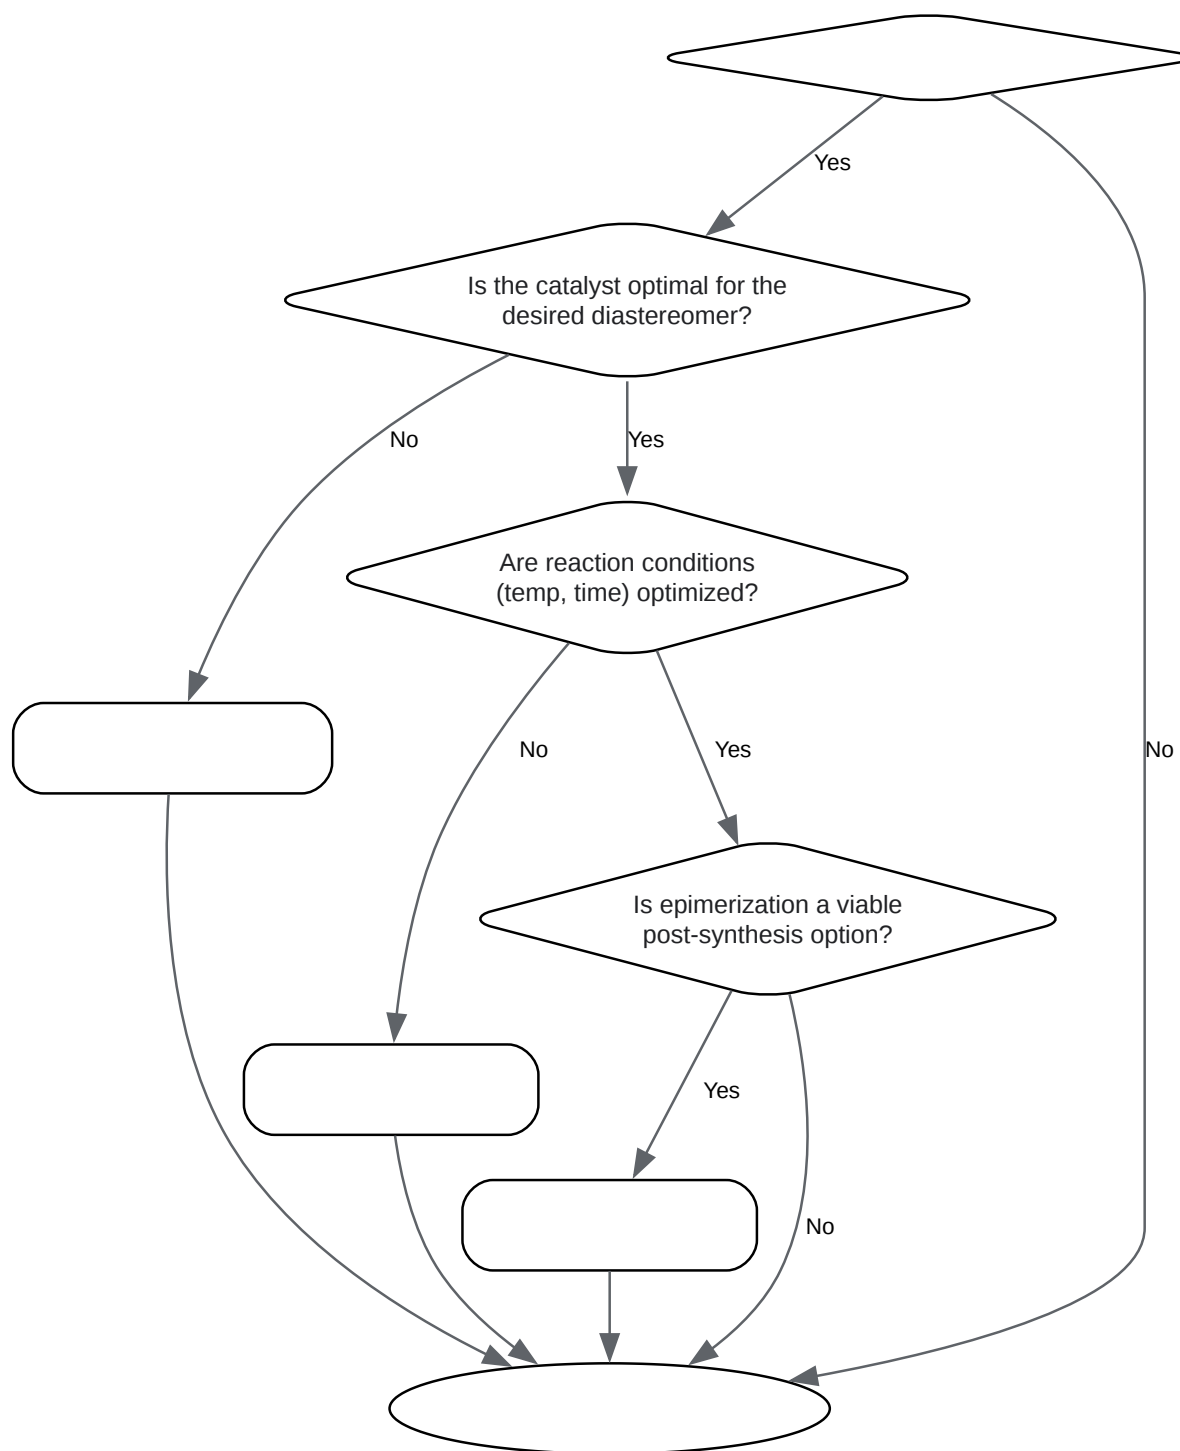 Yes
Is the catalyst optimal for the
desired diastereomer?
No
Yes
Are reaction conditions
(temp, time) optimized?
No
Yes
No
Is epimerization a viable
post-synthesis option?
Yes
No